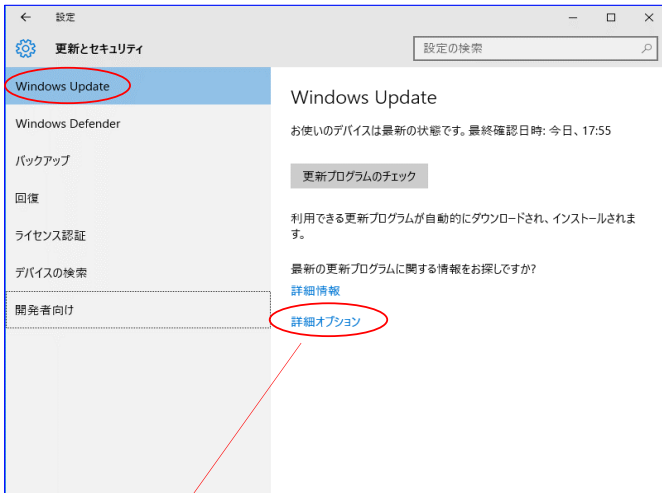 設定
更新とセキュリティ
設定の検索
Windows Update
Windows Defender
バックアップ
回復
ライセンス認証
デバイスの検索
開発者向け
Windows Update
お使いのデバイスは最新の状態です。最終確認日時: 今日、17:55
更新プログラムのチェック
利用できる更新プログラムが自動的にダウンロードされ、インストールされま
す。
最新の更新プログラムに関する情報をお探しですか?
詳細情報
詳細オプション